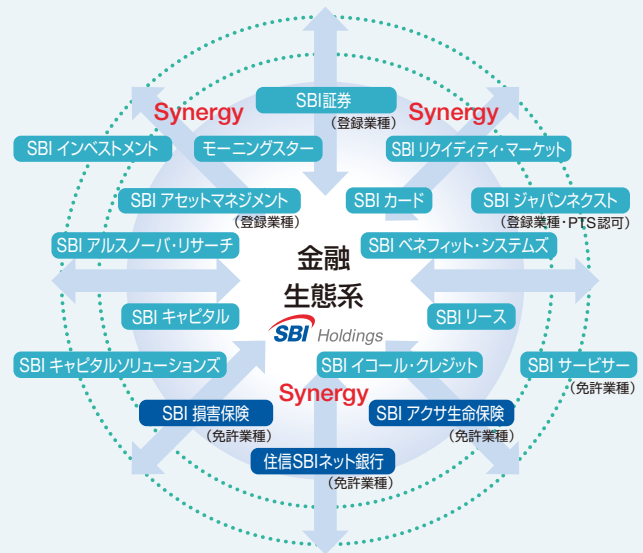 SBI証券
(登録業種)
Synergy
Synergy
SBI インベストメント
モーニングスター
SBI リクイディティ・マーケット
SBI アセットマネジメント
(登録業種)
SBI カード
SBI ジャパンネクスト
(登録業種・PTS認可)
SBI アルスノーバ・リサーチ
SBI ベネフィット・システムズ
金融
生態系
SBI Holdings
SBI キャピタル
SBI リース
SBI キャピタルソリューションズ
SBI イコール・クレジット
SBI サービサー
(免許業種)
Synergy
SBI 損害保険
(免許業種)
SBI アクサ生命保険
(免許業種)
住信SBIネット銀行
(免許業種)